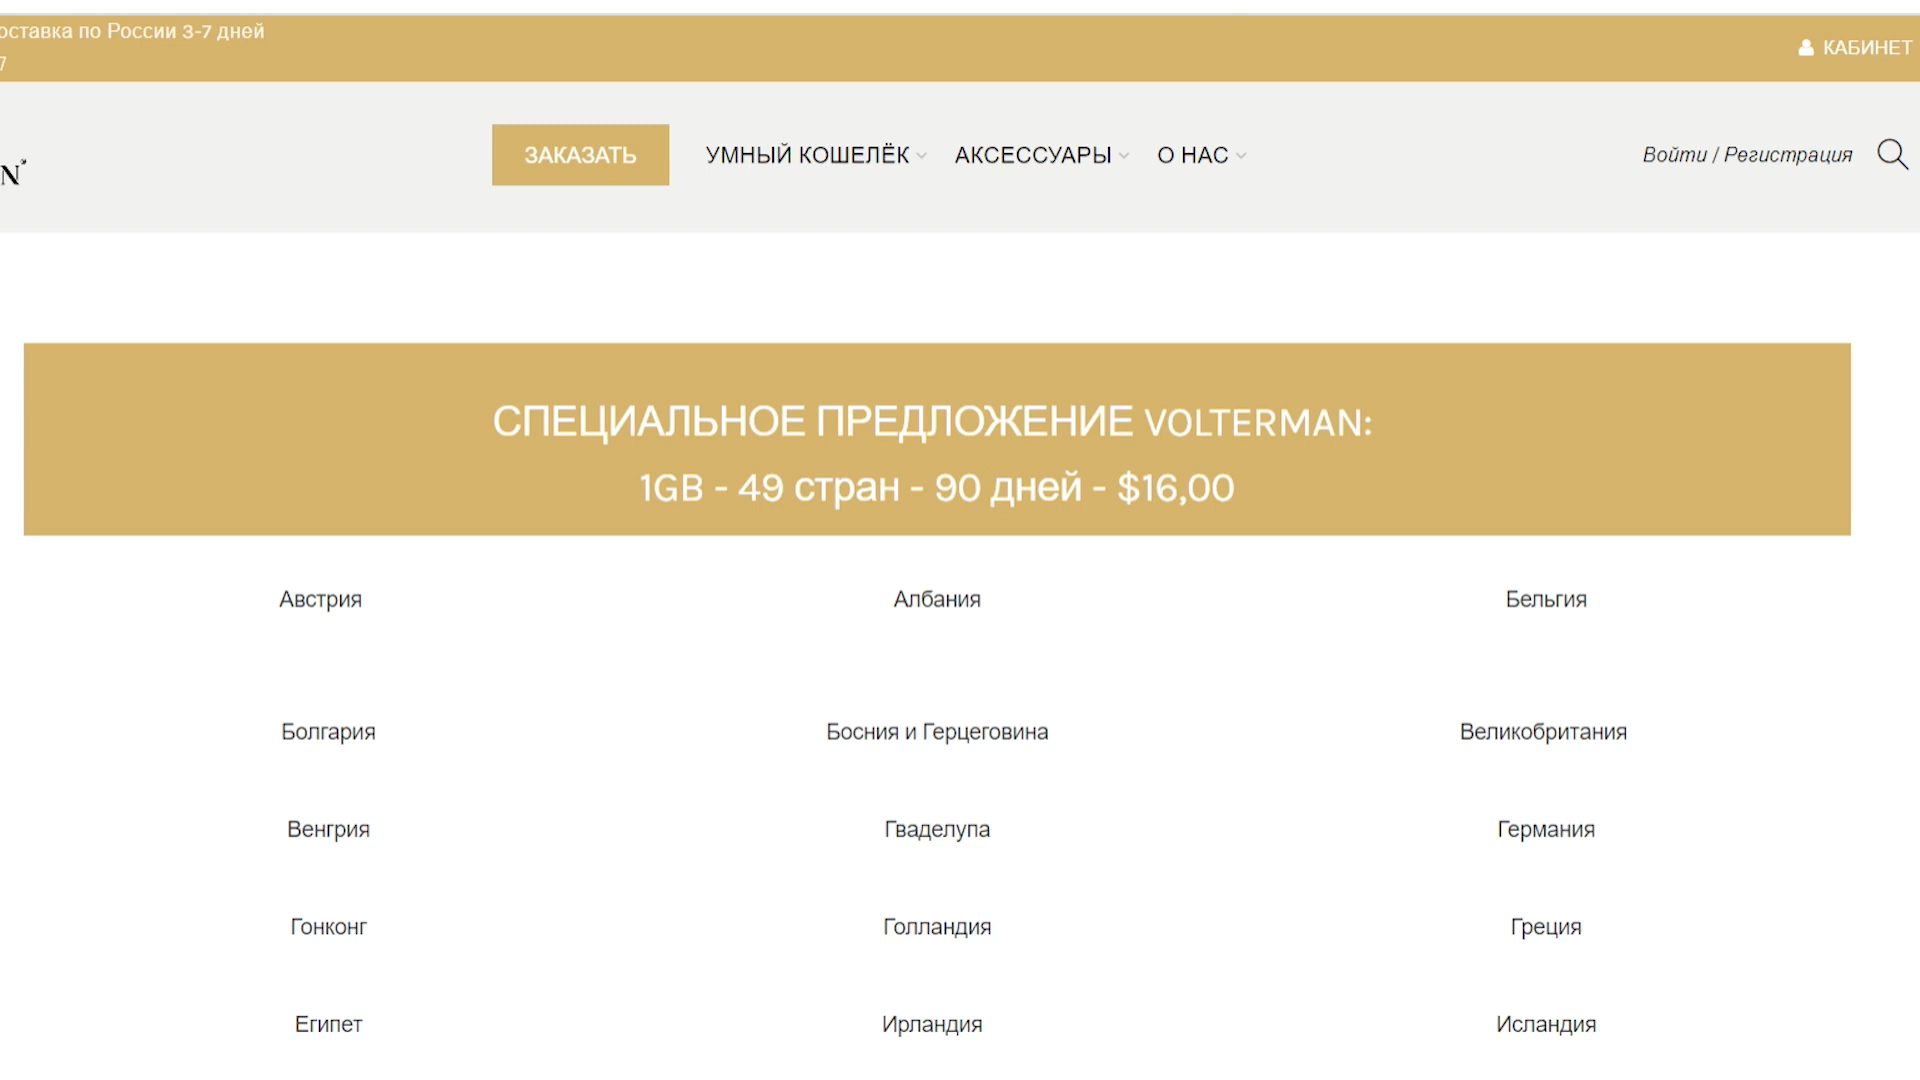 оставка по России 3-7 дней
7
КАБИНЕТ
N
ЗАКАЗАТЬ
УМНЫЙ КОШЕЛЁК
АКСЕССУАРЫ
О НАС
Войти / Регистрация
СПЕЦИАЛЬНОЕ ПРЕДЛОЖЕНИЕ VOLTERMAN:
1GB - 49 стран - 90 дней - $16,00
Австрия
Албания
Бельгия
Болгария
Босния и Герцеговина
Великобритания
Венгрия
Гваделупа
Германия
Гонконг
Голландия
Греция
Египет
Ирландия
Исландия